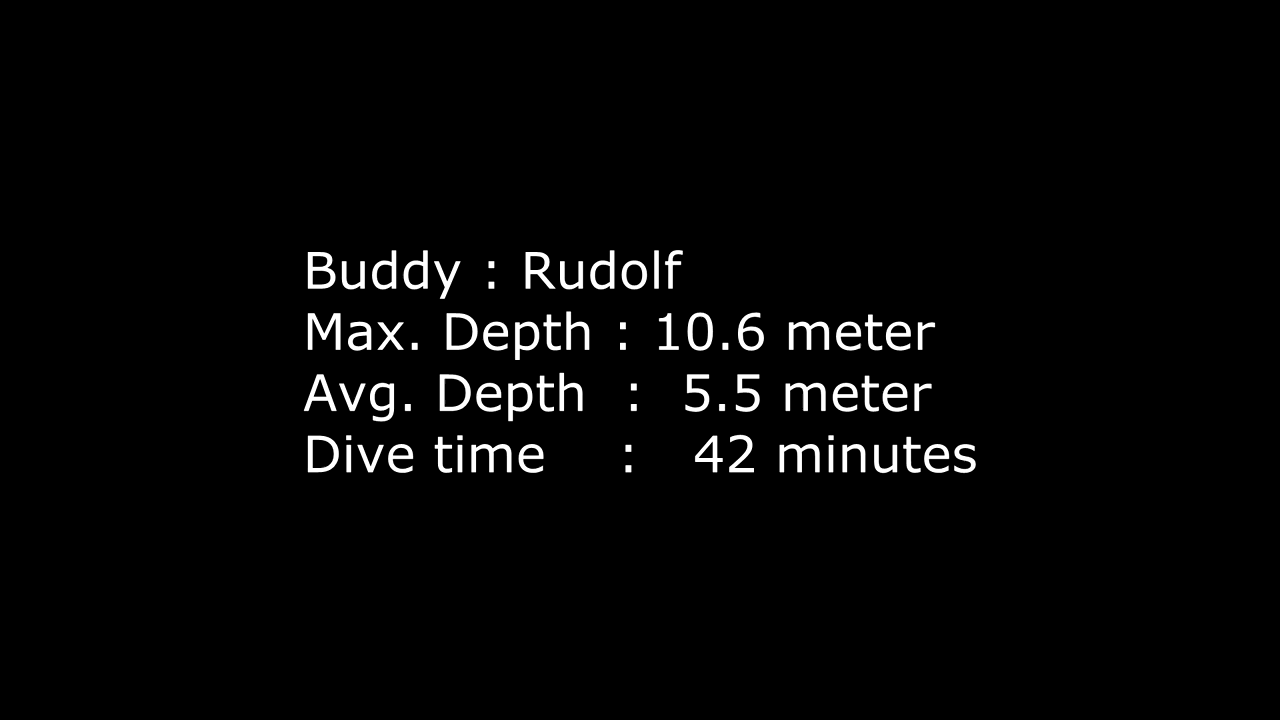 Buddy : Rudolf
Max. Depth : 10.6 meter
Avg. Depth : 5.5 meter
Dive time : 42 minutes